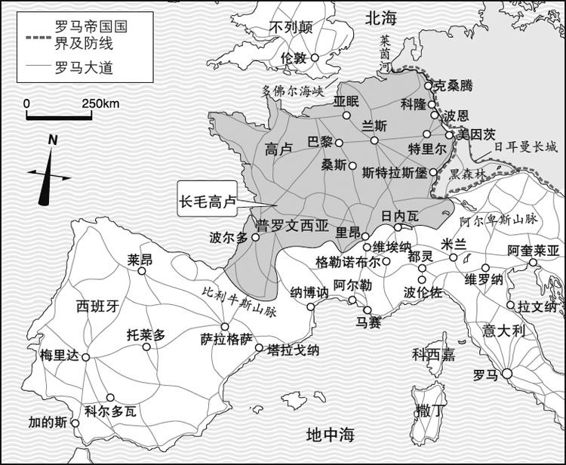 罗马帝国国
界及防线
罗马大道
0 250km
N
北海
不列颠
伦敦
莱茵河
多佛尔海峡
克桑腾
科隆
波恩
美因茨
亚眠
兰斯
巴黎
特里尔
日耳曼长城
高卢
桑斯
斯特拉斯堡
黑森林
长毛高卢
普罗文西亚
日内瓦
阿尔卑斯山脉
波尔多
里昂
维埃纳
米兰
阿奎莱亚
莱昂
格勒诺布尔
都灵
维罗纳
比利牛斯山脉
纳博讷
阿尔勒
波伦佐
拉文纳
西班牙
马赛
托莱多
萨拉格萨
意大利
梅里达
塔拉戈纳
科西嘉
罗马
科尔多瓦
撒丁
加的斯
地中海